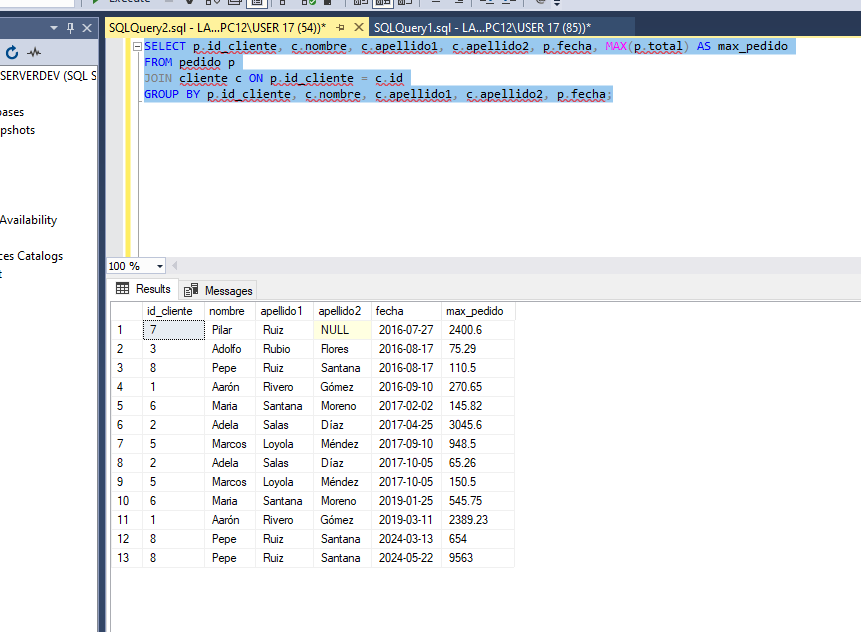 Execute
SQLQuery2.sql - LA...PC12\USER 17 (54))* SQLQuery1.sql - LA...PC12\USER 17 (85))*
SERVERDEV (SQL S
SELECT p.id_cliente, c.nombre, c.apellido1, c.apellido2, p.fecha, MAX(p.total) AS max_pedido
FROM pedido p
JOIN cliente c ON p.id_cliente = c.id
GROUP BY p.id_cliente, c.nombre, c.apellido1, c.apellido2, p.fecha;
bases
pshots
Availability
ces Catalogs
t
100 %
Results Messages
id_cliente nombre apellido1 apellido2 fecha max_pedido
1 7 Pilar Ruiz NULL 2016-07-27 2400.6
2 3 Adolfo Rubio Flores 2016-08-17 75.29
3 8 Pepe Ruiz Santana 2016-08-17 110.5
4 1 Aarón Rivero Gómez 2016-09-10 270.65
5 6 Maria Santana Moreno 2017-02-02 145.82
6 2 Adela Salas Díaz 2017-04-25 3045.6
7 5 Marcos Loyola Méndez 2017-09-10 948.5
8 2 Adela Salas Díaz 2017-10-05 65.26
9 5 Marcos Loyola Méndez 2017-10-05 150.5
10 6 Maria Santana Moreno 2019-01-25 545.75
11 1 Aarón Rivero Gómez 2019-03-11 2389.23
12 8 Pepe Ruiz Santana 2024-03-13 654
13 8 Pepe Ruiz Santana 2024-05-22 9563